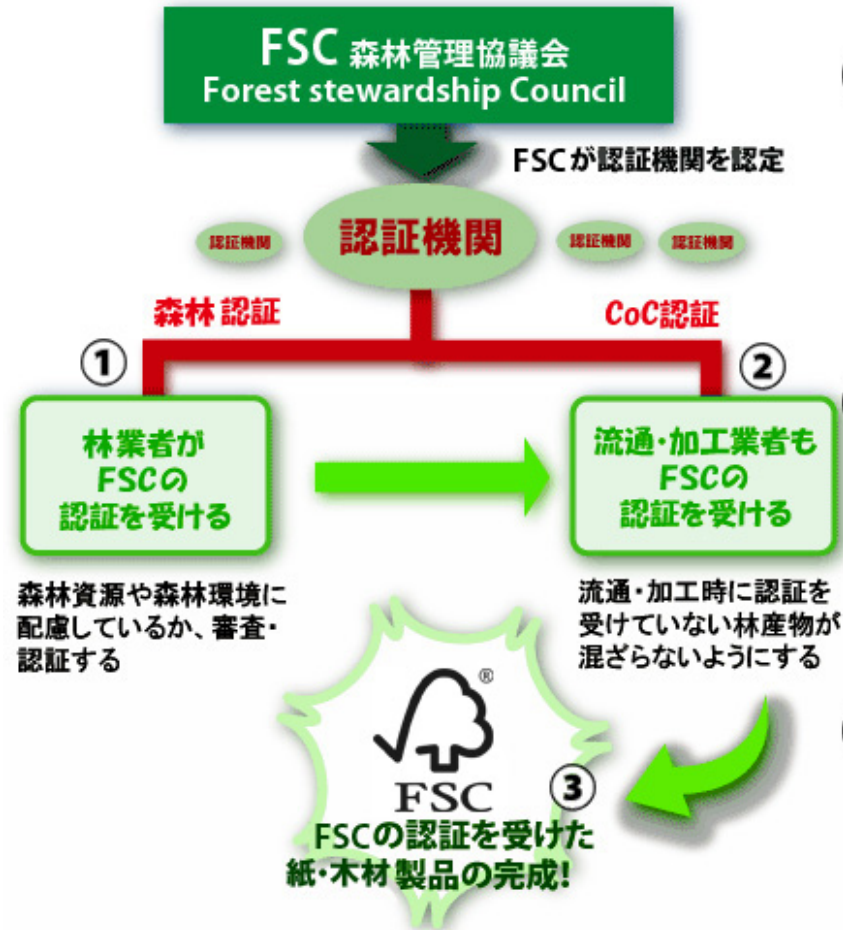 FSC 森林管理協議会
Forest stewardship Council
FSCが認証機関を認定
認証機関
認証機関
認証機関
認証機関
森林認証
CoC認証
①
②
林業者が
FSCの
認証を受ける
流通・加工業者も
FSCの
認証を受ける
森林資源や森林環境に
配慮しているか、審査・
認証する
流通・加工時に認証を
受けていない林産物が
混ざらないようにする
®
FSC
③
FSCの認証を受けた
紙・木材製品の完成!